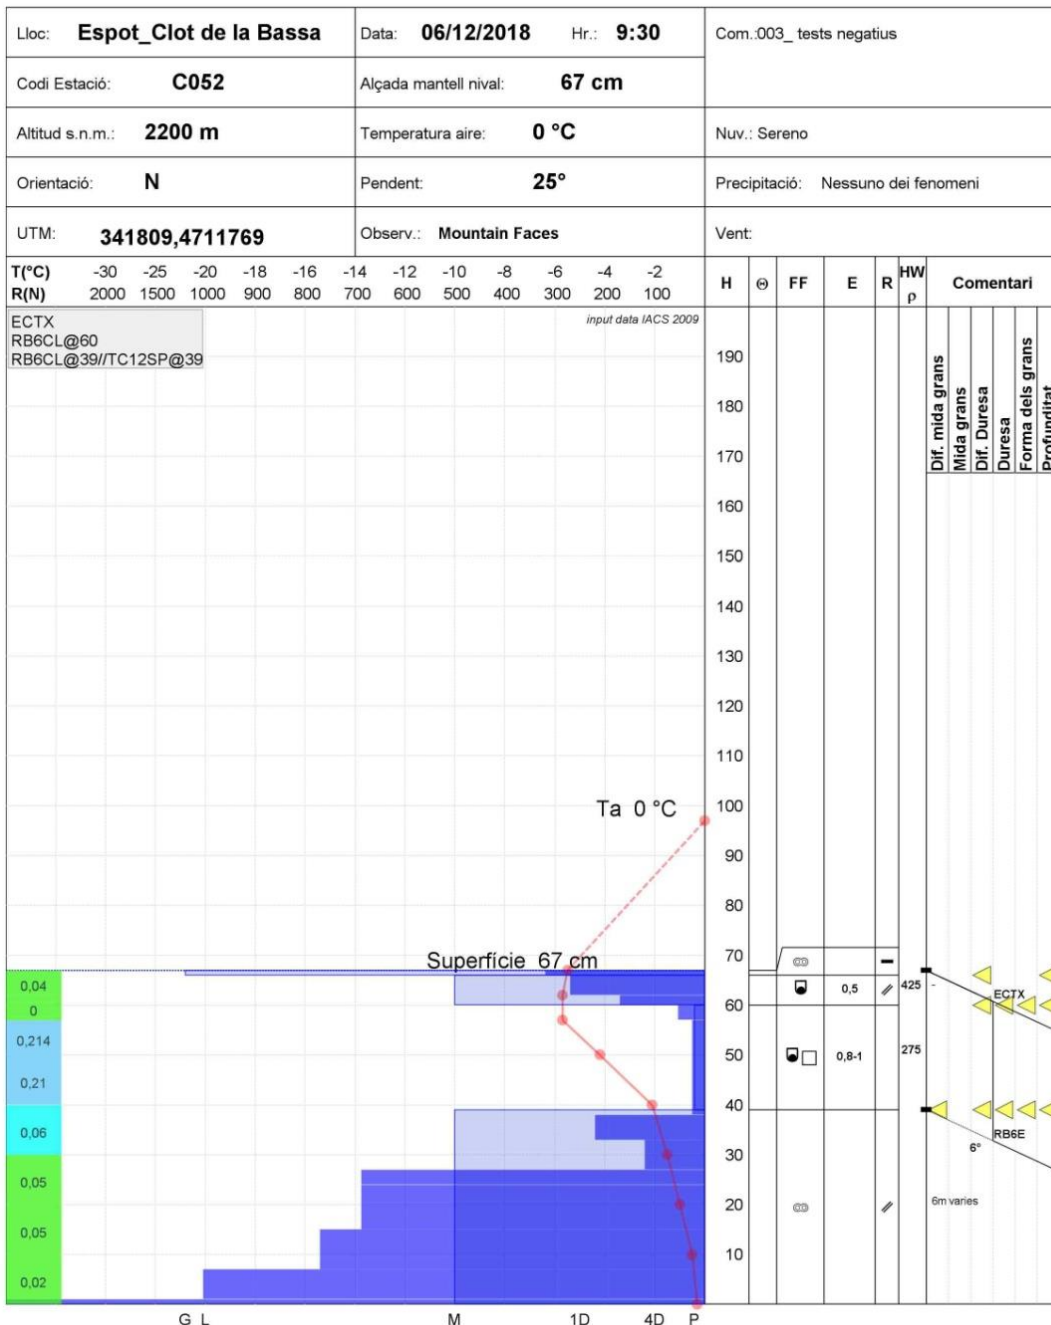 Lloc: Espot_Clot de la Bassa
Data: 06/12/2018 Hr.: 9:30
Com.:003_ tests negatius
Codi Estació: C052
Alçada mantell nival: 67 cm
Altitud s.n.m.: 2200 m
Temperatura aire: 0 °C
Nuv.: Sereno
Orientació: N
Pendent: 25°
Precipitació: Nessuno dei fenomeni
UTM: 341809,4711769
Observ.: Mountain Faces
Vent:
T(°C) -30 -25 -20 -18 -16 -14 -12 -10 -8 -6 -4 -2
R(N) 2000 1500 1000 900 800 700 600 500 400 300 200 100
H Θ FF E R HW ρ Comentari
ECTX
RB6CL@60
RB6CL@39//TC12SP@39
input data IACS 2009
Dif. mida grans
Mida grans
Dif. Duresa
Duresa
Forma dels grans
Profunditat
190
180
170
160
150
140
130
120
110
Ta 0 °C
100
90
80
Superfície 67 cm
70
0,04
0,5
425
-
ECTX
0
60
0,214
50
0,8-1
275
0,21
40
0,06
RB6E
30
6°
0,05
20
6m varies
0,05
10
0,02
G L M 1D 4D P